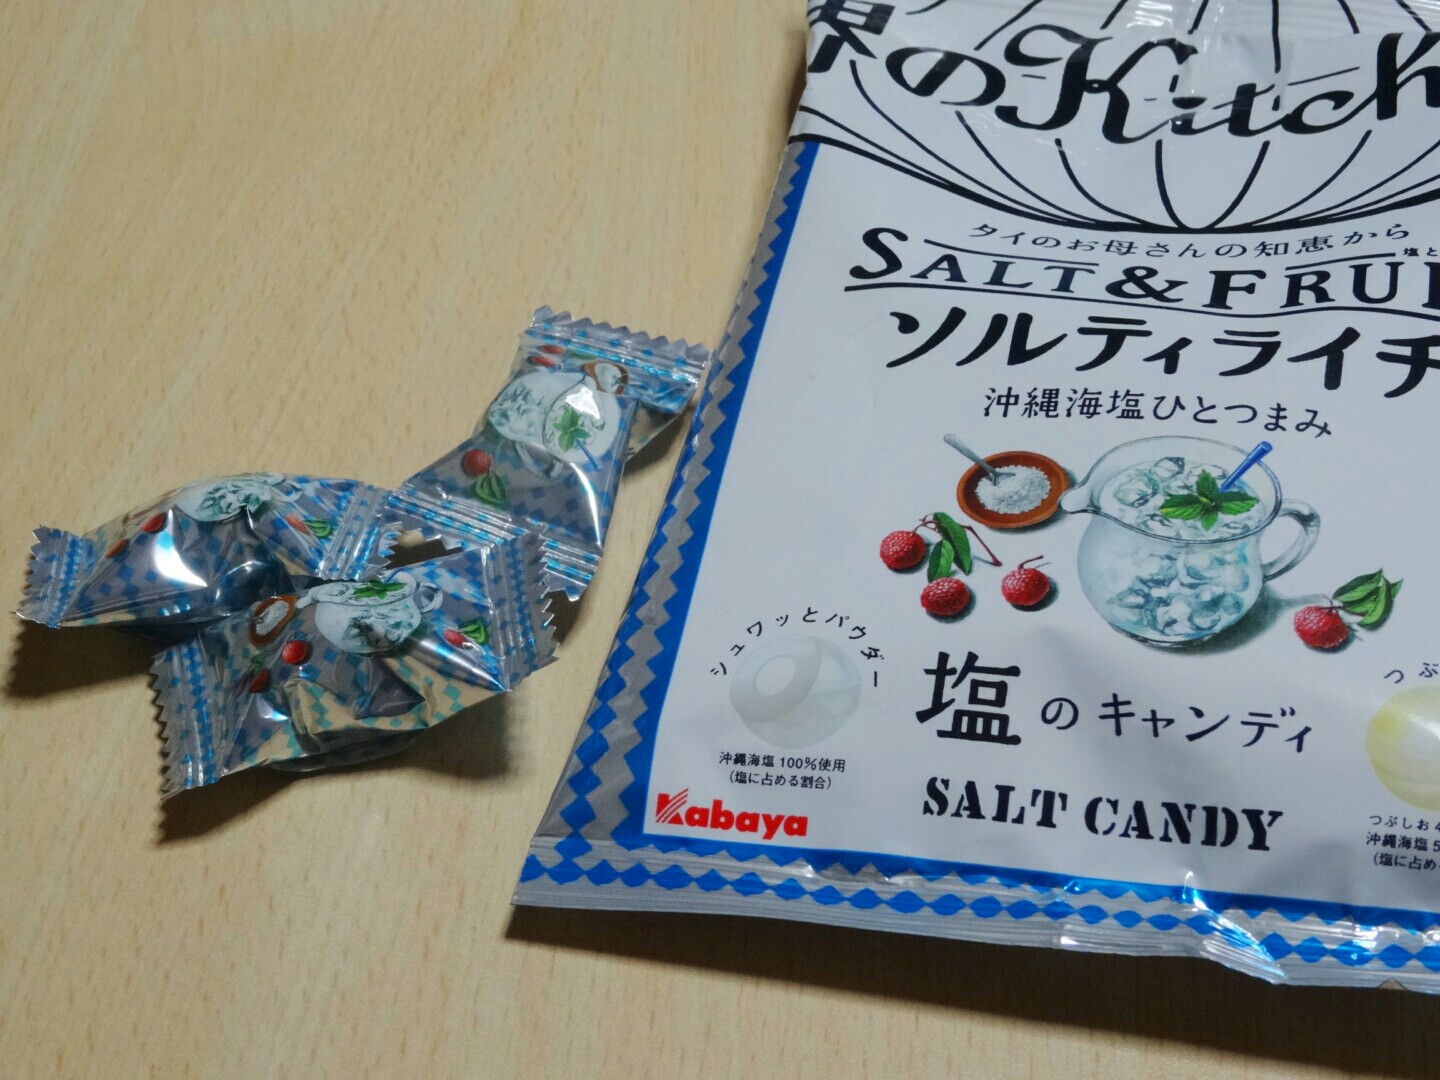 界のKitch
タイのお母さんの知恵から
塩と
SALT & FRUI
ソルティライチ
沖縄海塩ひとつまみ
シュワッとパウダー
つぶ
塩のキャンディ
沖縄海塩100%使用
(塩に占める割合)
SALT CANDY
Kabaya
つぶしお4
沖縄海塩5
(塩に占め